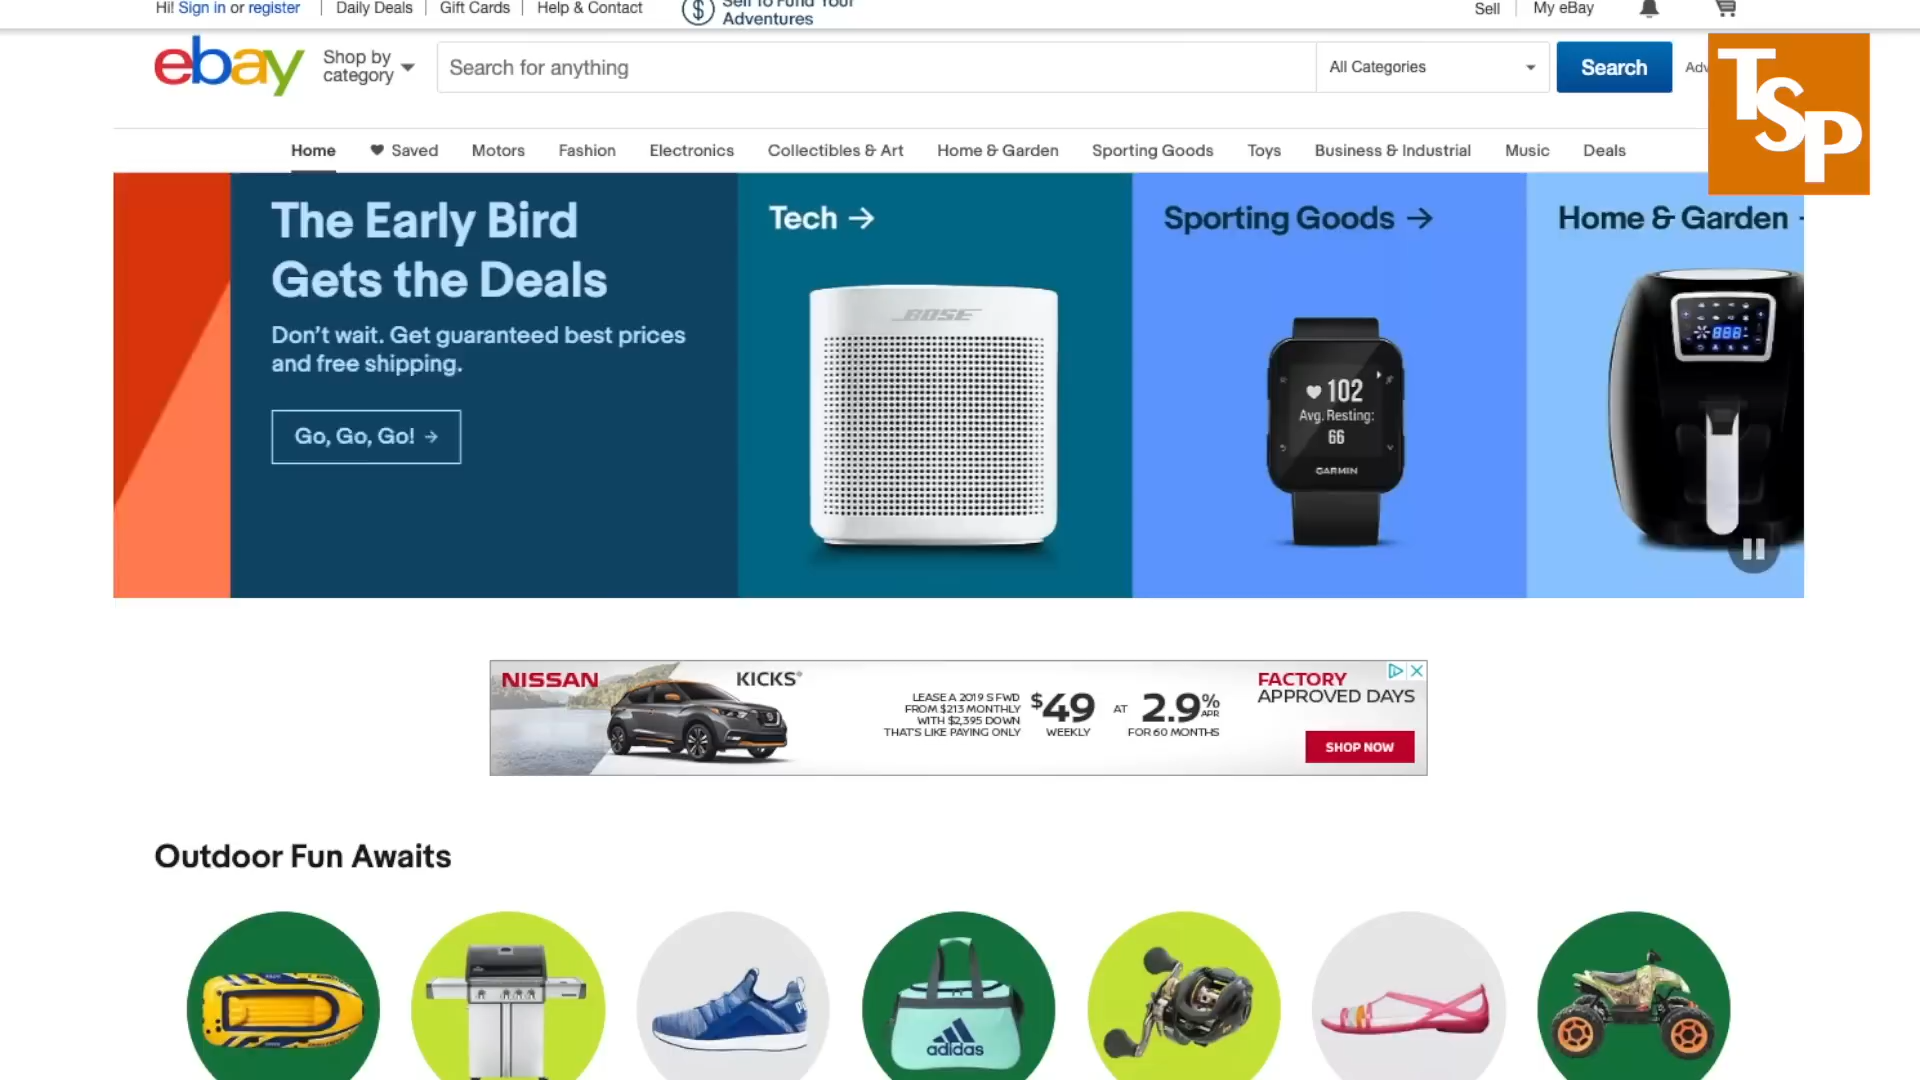 Hi! Sign in or register
Daily Deals
Gift Cards
Help & Contact
Sell To Fund Your
Adventures
Sell
My eBay
ebay
Shop by
category
Search for anything
All Categories
Search
Adv
TSP
Home
Saved
Motors
Fashion
Electronics
Collectibles & Art
Home & Garden
Sporting Goods
Toys
Business & Industrial
Music
Deals
The Early Bird
Gets the Deals
Don't wait. Get guaranteed best prices
and free shipping.
Go, Go, Go!
Tech
BOSE
Sporting Goods
102
Avg. Resting:
66
GARMIN
Home & Garden
888
NISSAN
KICKS®
LEASE A 2019 S FWD
FROM $213 MONTHLY
WITH $2,395 DOWN
THAT'S LIKE PAYING ONLY
$49
WEEKLY
AT
2.9% APR
FOR 60 MONTHS
FACTORY
APPROVED DAYS
SHOP NOW
Outdoor Fun Awaits
adidas